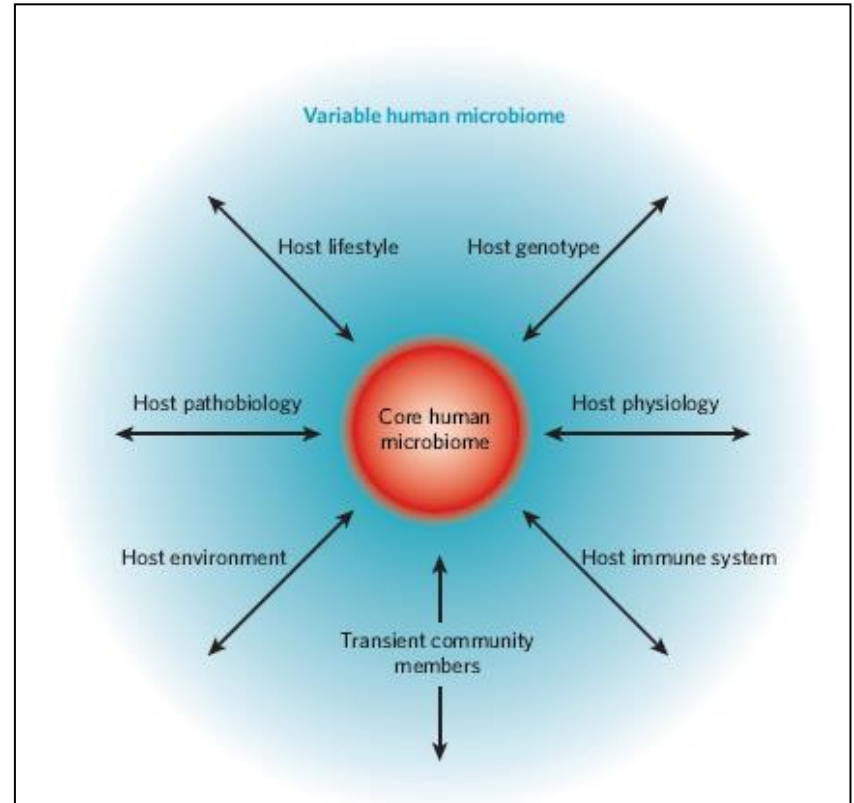 Variable human microbiome
Host lifestyle
Host genotype
Host pathobiology
Core human
microbiome
Host physiology
Host environment
Host immune system
Transient community
members